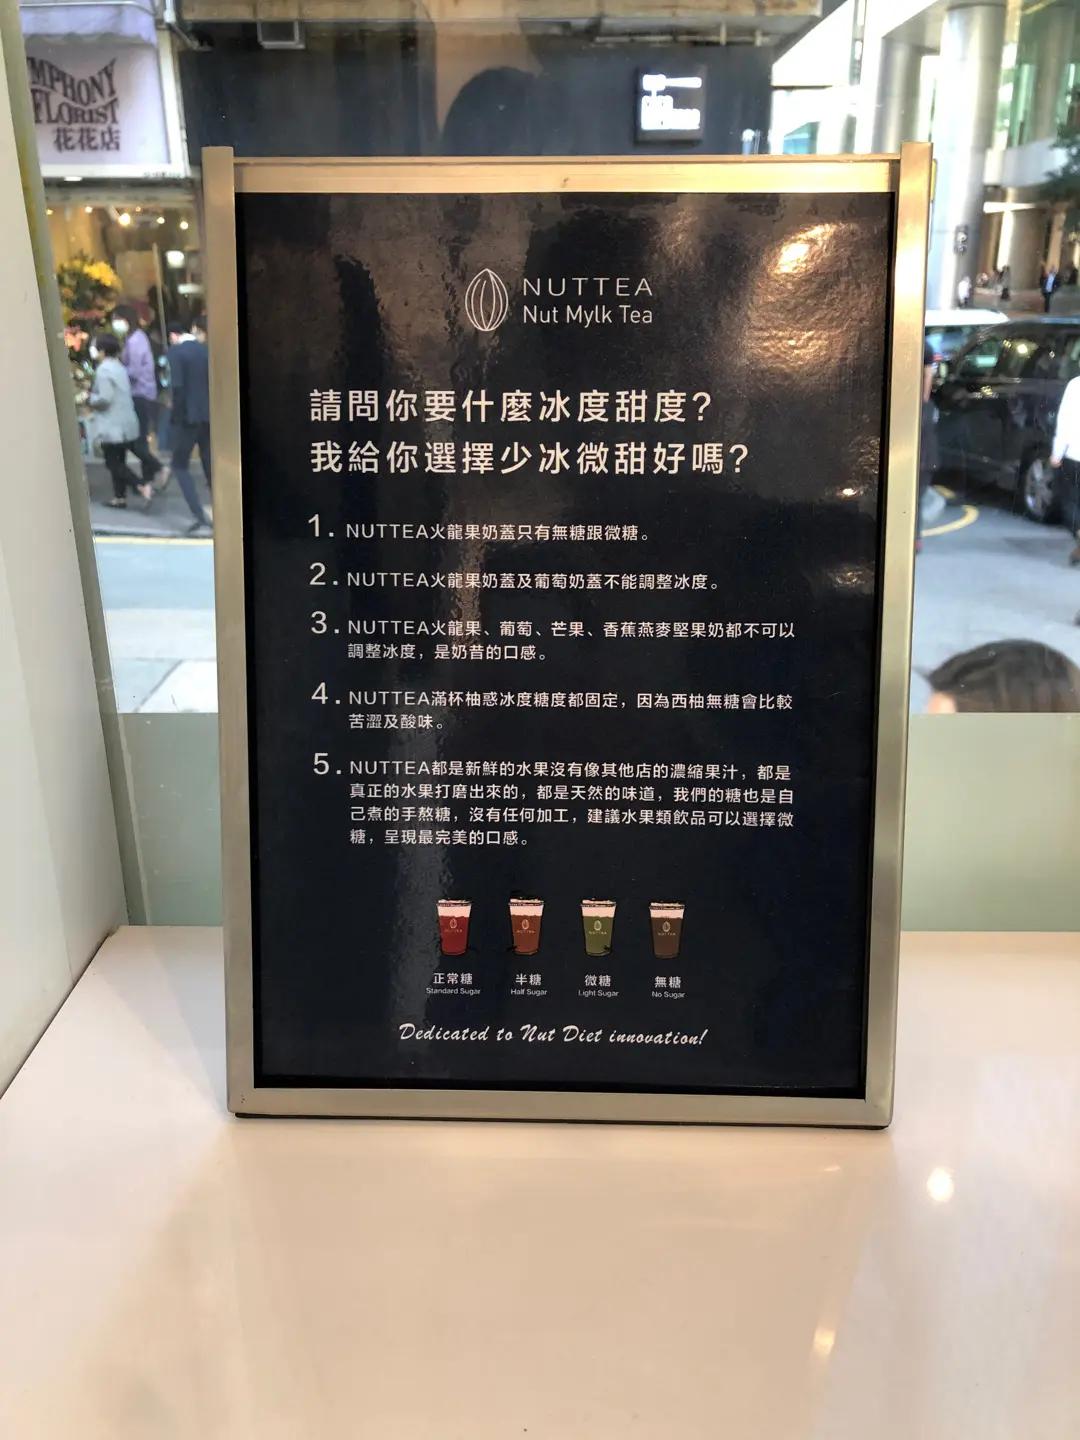 MPHONY
FLORIST
花花店
NUTTEA
Nut Mylk Tea
請問你要什麼冰度甜度?
我給你選擇少冰微甜好嗎?
1. NUTTEA火龍果奶蓋只有無糖跟微糖。
2. NUTTEA火龍果奶蓋及葡萄奶蓋不能調整冰度。
3. NUTTEA火龍果、葡萄、芒果、香蕉燕麥堅果奶都不可以
調整冰度，是奶昔的口感。
4. NUTTEA滿杯柚惑冰度糖度都固定，因為西柚無糖會比較
苦澀及酸味。
5. NUTTEA都是新鮮的水果沒有像其他店的濃縮果汁，都是
真正的水果打磨出來的，都是天然的味道，我們的糖也是自
己煮的手熬糖，沒有任何加工，建議水果類飲品可以選擇微
糖，呈現最完美的口感。
正常糖 半糖 微糖 無糖
Standard Sugar Half Sugar Light Sugar No Sugar
Dedicated to Nut Diet innovation!